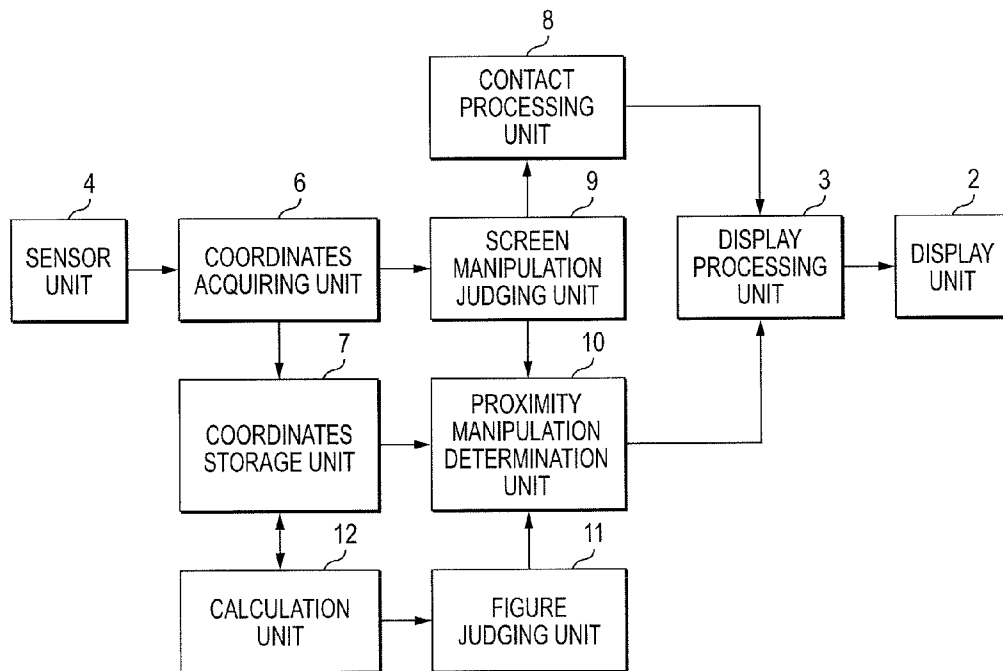 8
CONTACT
PROCESSING
UNIT
4
SENSOR
UNIT
6
COORDINATES
ACQUIRING UNIT
9
SCREEN
MANIPULATION
JUDGING UNIT
3
DISPLAY
PROCESSING
UNIT
2
DISPLAY
UNIT
7
COORDINATES
STORAGE UNIT
10
PROXIMITY
MANIPULATION
DETERMINATION
UNIT
12
CALCULATION
UNIT
11
FIGURE
JUDGING UNIT